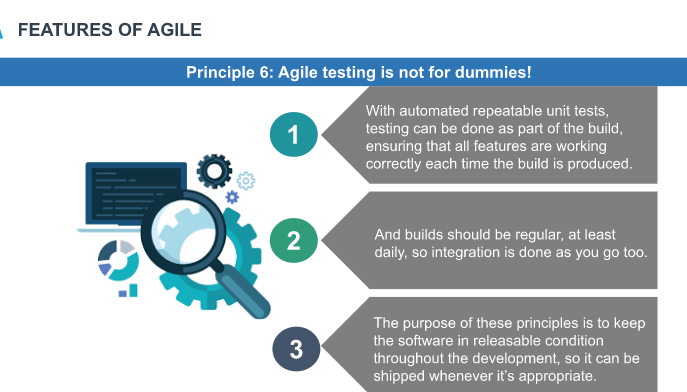 FEATURES OF AGILE
Principle 6: Agile testing is not for dummies!
1
With automated repeatable unit tests,
testing can be done as part of the build,
ensuring that all features are working
correctly each time the build is produced.
2
And builds should be regular, at least
daily, so integration is done as you go too.
3
The purpose of these principles is to keep
the software in releasable condition
throughout the development, so it can be
shipped whenever it's appropriate.